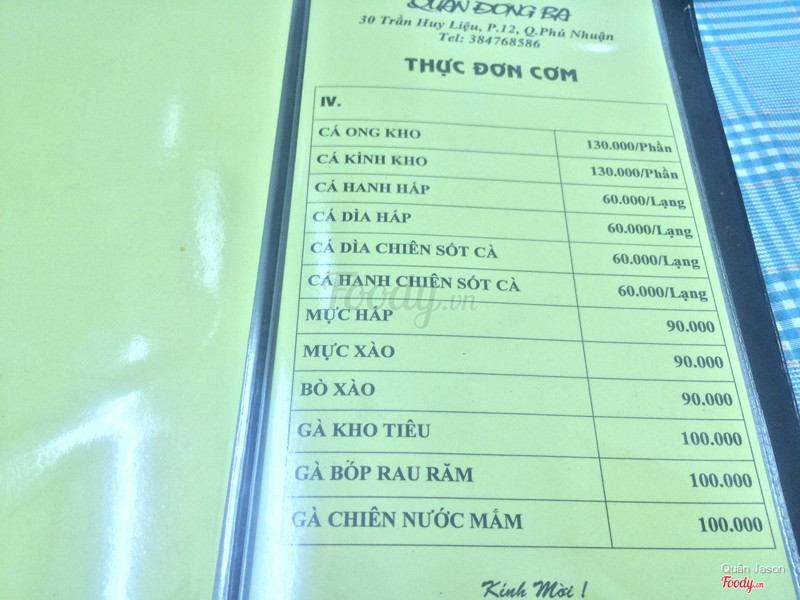 QUÁN ĐÔNG BA
30 Trần Huy Liệu, P.12, Q.Phú Nhuận
Tel: 384768586
THỰC ĐƠN CƠM
IV.
CÁ ONG KHO 130.000/Phần
CÁ KÌNH KHO 130.000/Phần
CÁ HANH HẤP 60.000/Lạng
CÁ DÌA HẤP 60.000/Lạng
CÁ DÌA CHIÊN SỐT CÀ 60.000/Lạng
CÁ HANH CHIÊN SỐT CÀ 60.000/Lạng
MỰC HẤP 90.000
MỰC XÀO 90.000
BÒ XÀO 90.000
GÀ KHO TIÊU 100.000
GÀ BÓP RAU RĂM 100.000
GÀ CHIÊN NƯỚC MẮM 100.000
Kính Mời !
Foody.vn
Quân Jason
Foody.vn